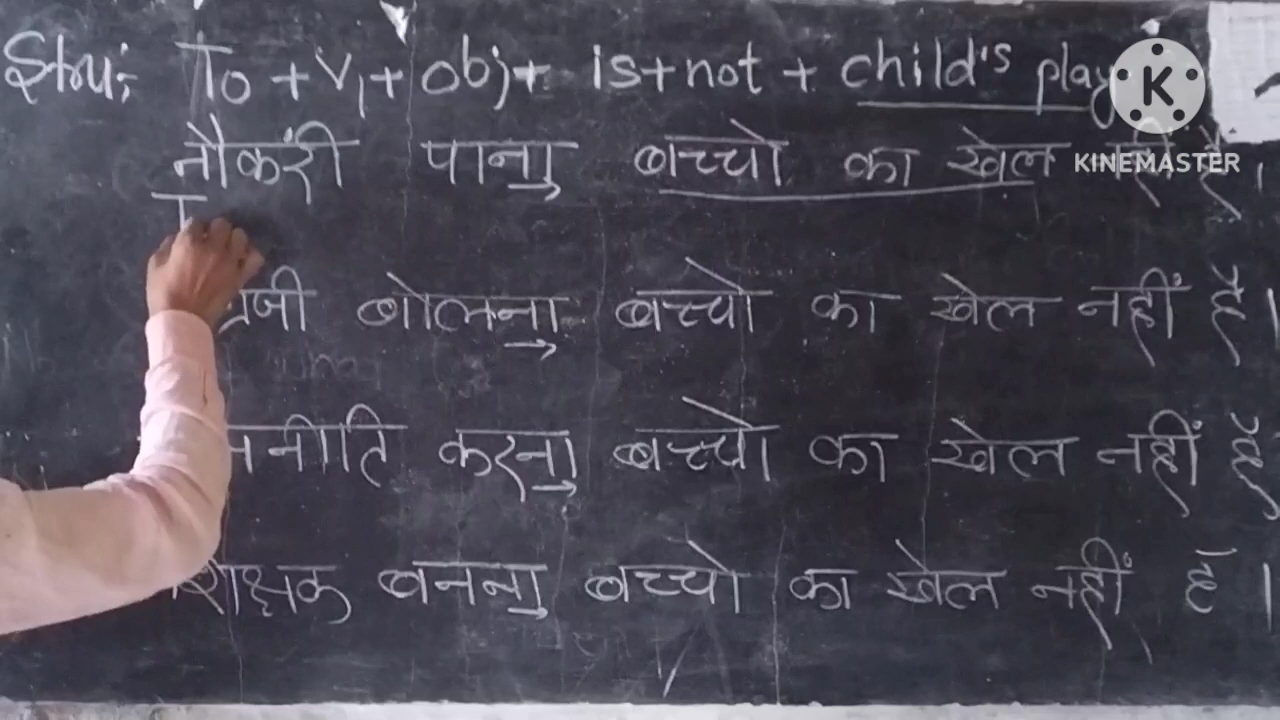 Stru:- To + V1 + obj + is + not + child's play
नौकरी पाना बच्चो का खेल है।
T
बोलना बच्चो का खेल नहीं है।
करना बच्चो का खेल नहीं है
शिक्षक बनना बच्चो का खेल नहीं है।
K
KINEMASTER